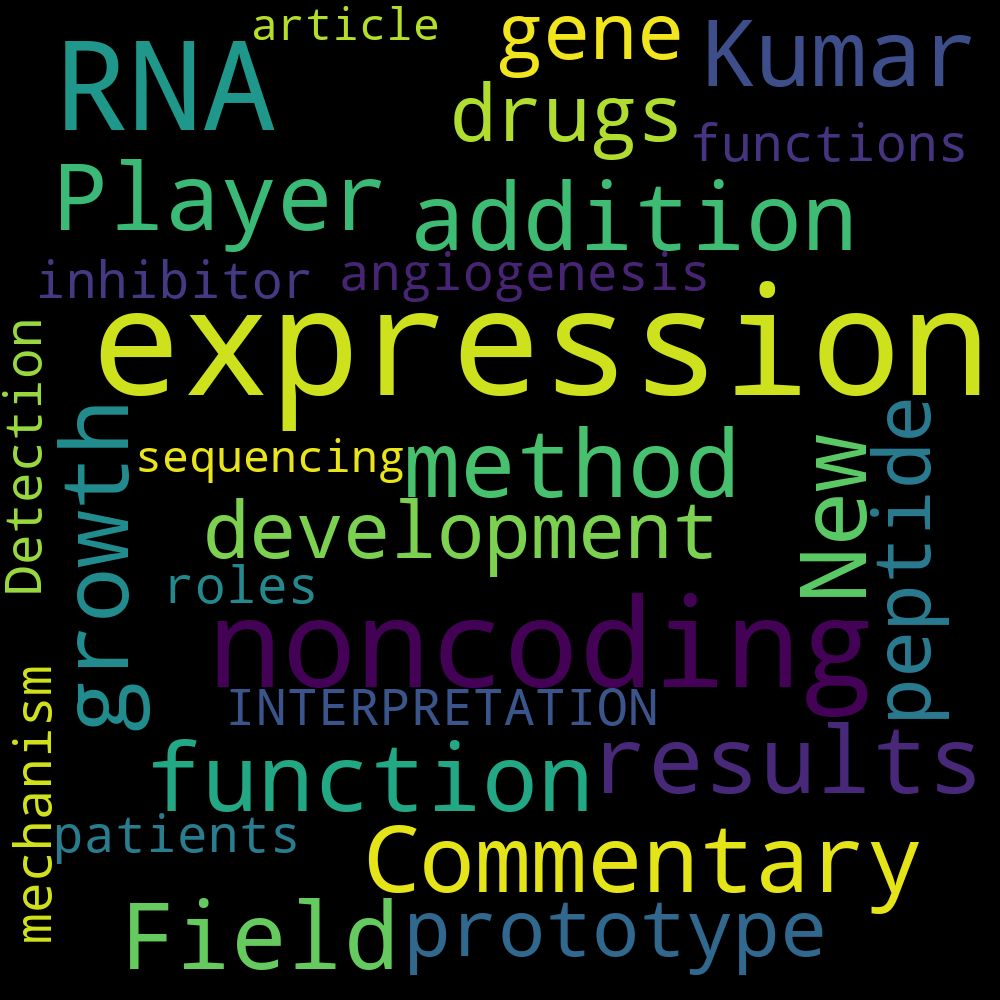 article
gene
Kumar
RNA
drugs
functions
Player
addition
inhibitor
angiogenesis
expression
Detection
growth
sequencing
method
New
peptide
development
roles
noncoding
INTERPRETATION
mechanism
function
results
patients
Commentary
Field
prototype